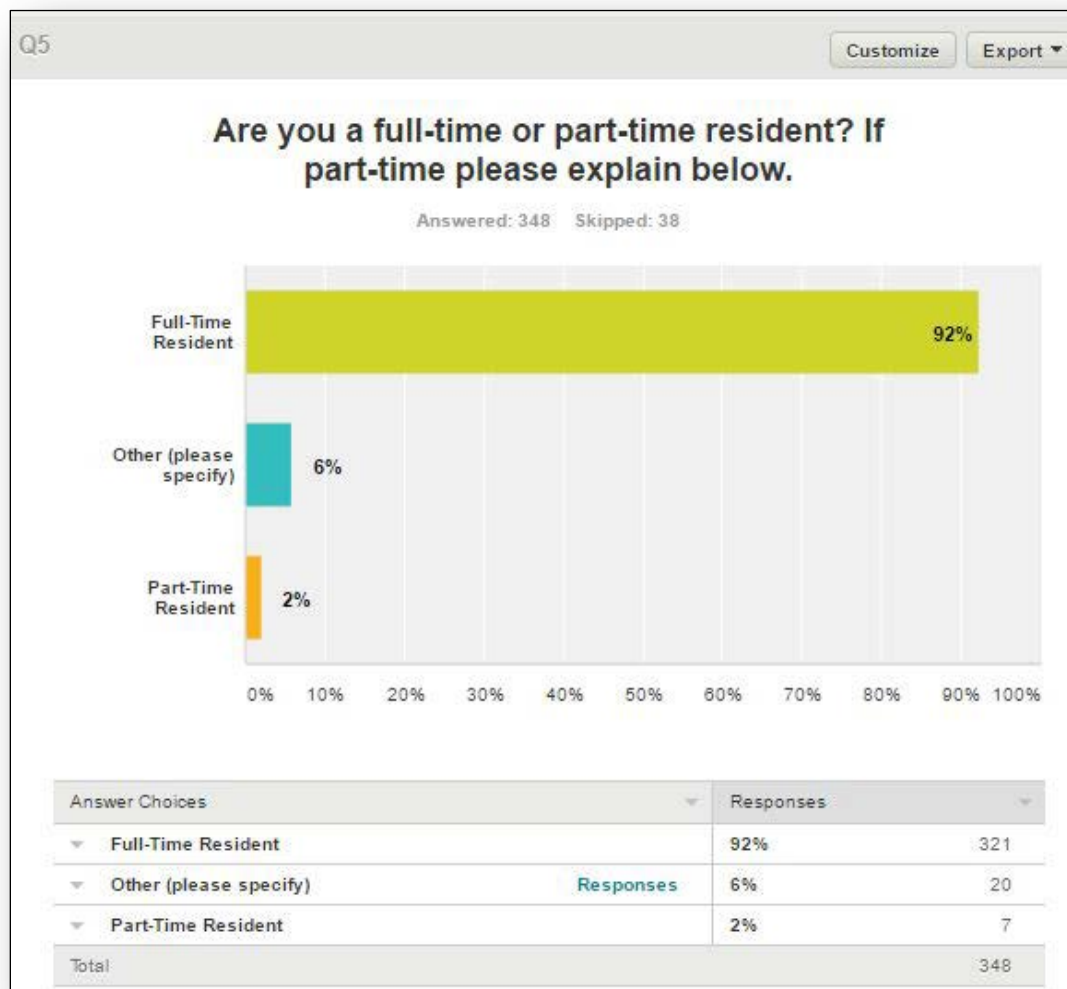 Q5
Customize
Export
Are you a full-time or part-time resident? If
part-time please explain below.
Answered: 348 Skipped: 38
Full-Time
Resident
92%
Other (please
specify)
6%
Part-Time
Resident
2%
0% 10% 20% 30% 40% 50% 60% 70% 80% 90% 100%
Answer Choices Responses
Full-Time Resident 92% 321
Other (please specify) Responses 6% 20
Part-Time Resident 2% 7
Total 348